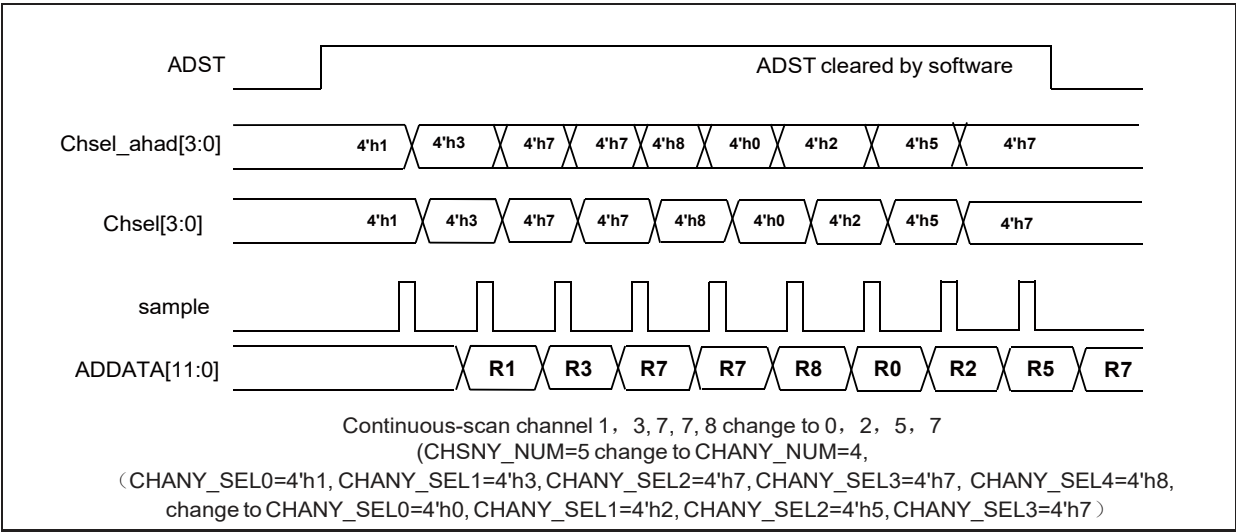 ADST
ADST cleared by software
Chsel_ahad[3:0]
4'h1 4'h3 4'h7 4'h7 4'h8 4'h0 4'h2 4'h5 4'h7
Chsel[3:0]
4'h1 4'h3 4'h7 4'h7 4'h8 4'h0 4'h2 4'h5 4'h7
sample
ADDATA[11:0]
R1 R3 R7 R7 R8 R0 R2 R5 R7
Continuous-scan channel 1，3, 7, 7, 8 change to 0，2，5，7
(CHSNY_NUM=5 change to CHANY_NUM=4,
（CHANY_SEL0=4'h1, CHANY_SEL1=4'h3, CHANY_SEL2=4'h7, CHANY_SEL3=4'h7, CHANY_SEL4=4'h8,
change to CHANY_SEL0=4'h0, CHANY_SEL1=4'h2, CHANY_SEL2=4'h5, CHANY_SEL3=4'h7）